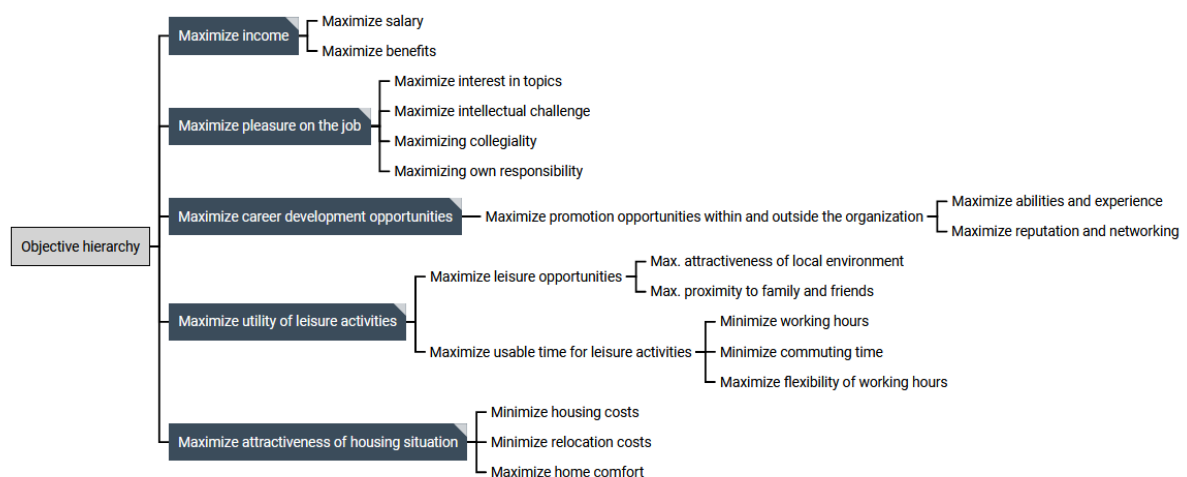 Objective hierarchy
Maximize income
Maximize salary
Maximize benefits
Maximize pleasure on the job
Maximize interest in topics
Maximize intellectual challenge
Maximizing collegiality
Maximizing own responsibility
Maximize career development opportunities
Maximize promotion opportunities within and outside the organization
Maximize abilities and experience
Maximize reputation and networking
Maximize utility of leisure activities
Maximize leisure opportunities
Max. attractiveness of local environment
Max. proximity to family and friends
Maximize usable time for leisure activities
Minimize working hours
Minimize commuting time
Maximize flexibility of working hours
Maximize attractiveness of housing situation
Minimize housing costs
Minimize relocation costs
Maximize home comfort